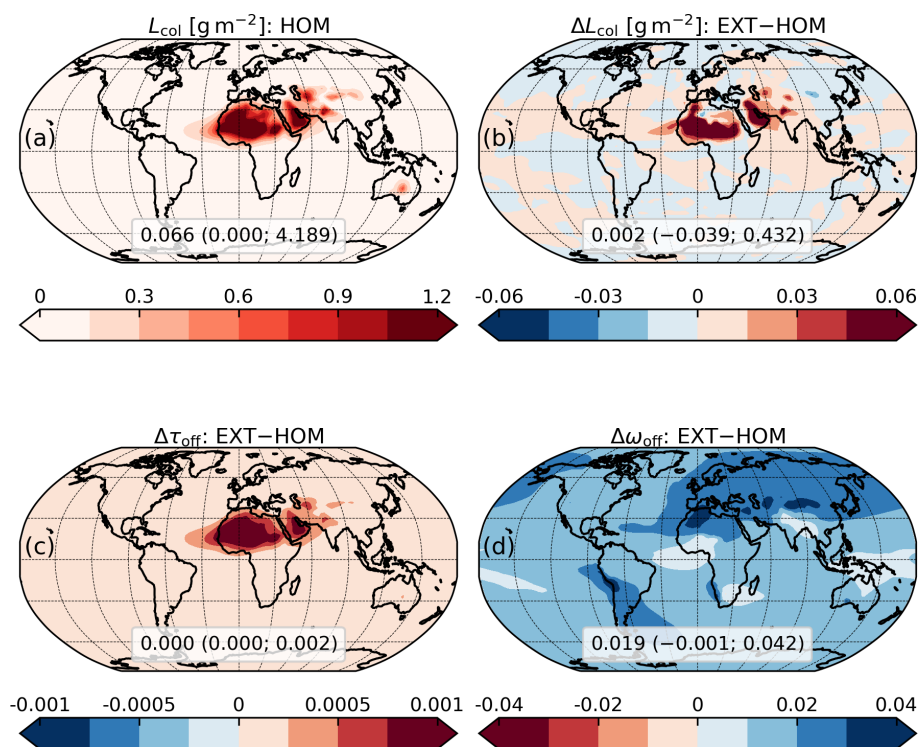 L_col [g m⁻²]: HOM
(a)
0.066 (0.000; 4.189)
0 0.3 0.6 0.9 1.2
ΔL_col [g m⁻²]: EXT−HOM
(b)
0.002 (−0.039; 0.432)
-0.06 -0.03 0 0.03 0.06
Δτ_off: EXT−HOM
(c)
0.000 (0.000; 0.002)
-0.001 -0.0005 0 0.0005 0.001
Δω_off: EXT−HOM
(d)
0.019 (−0.001; 0.042)
-0.04 -0.02 0 0.02 0.04